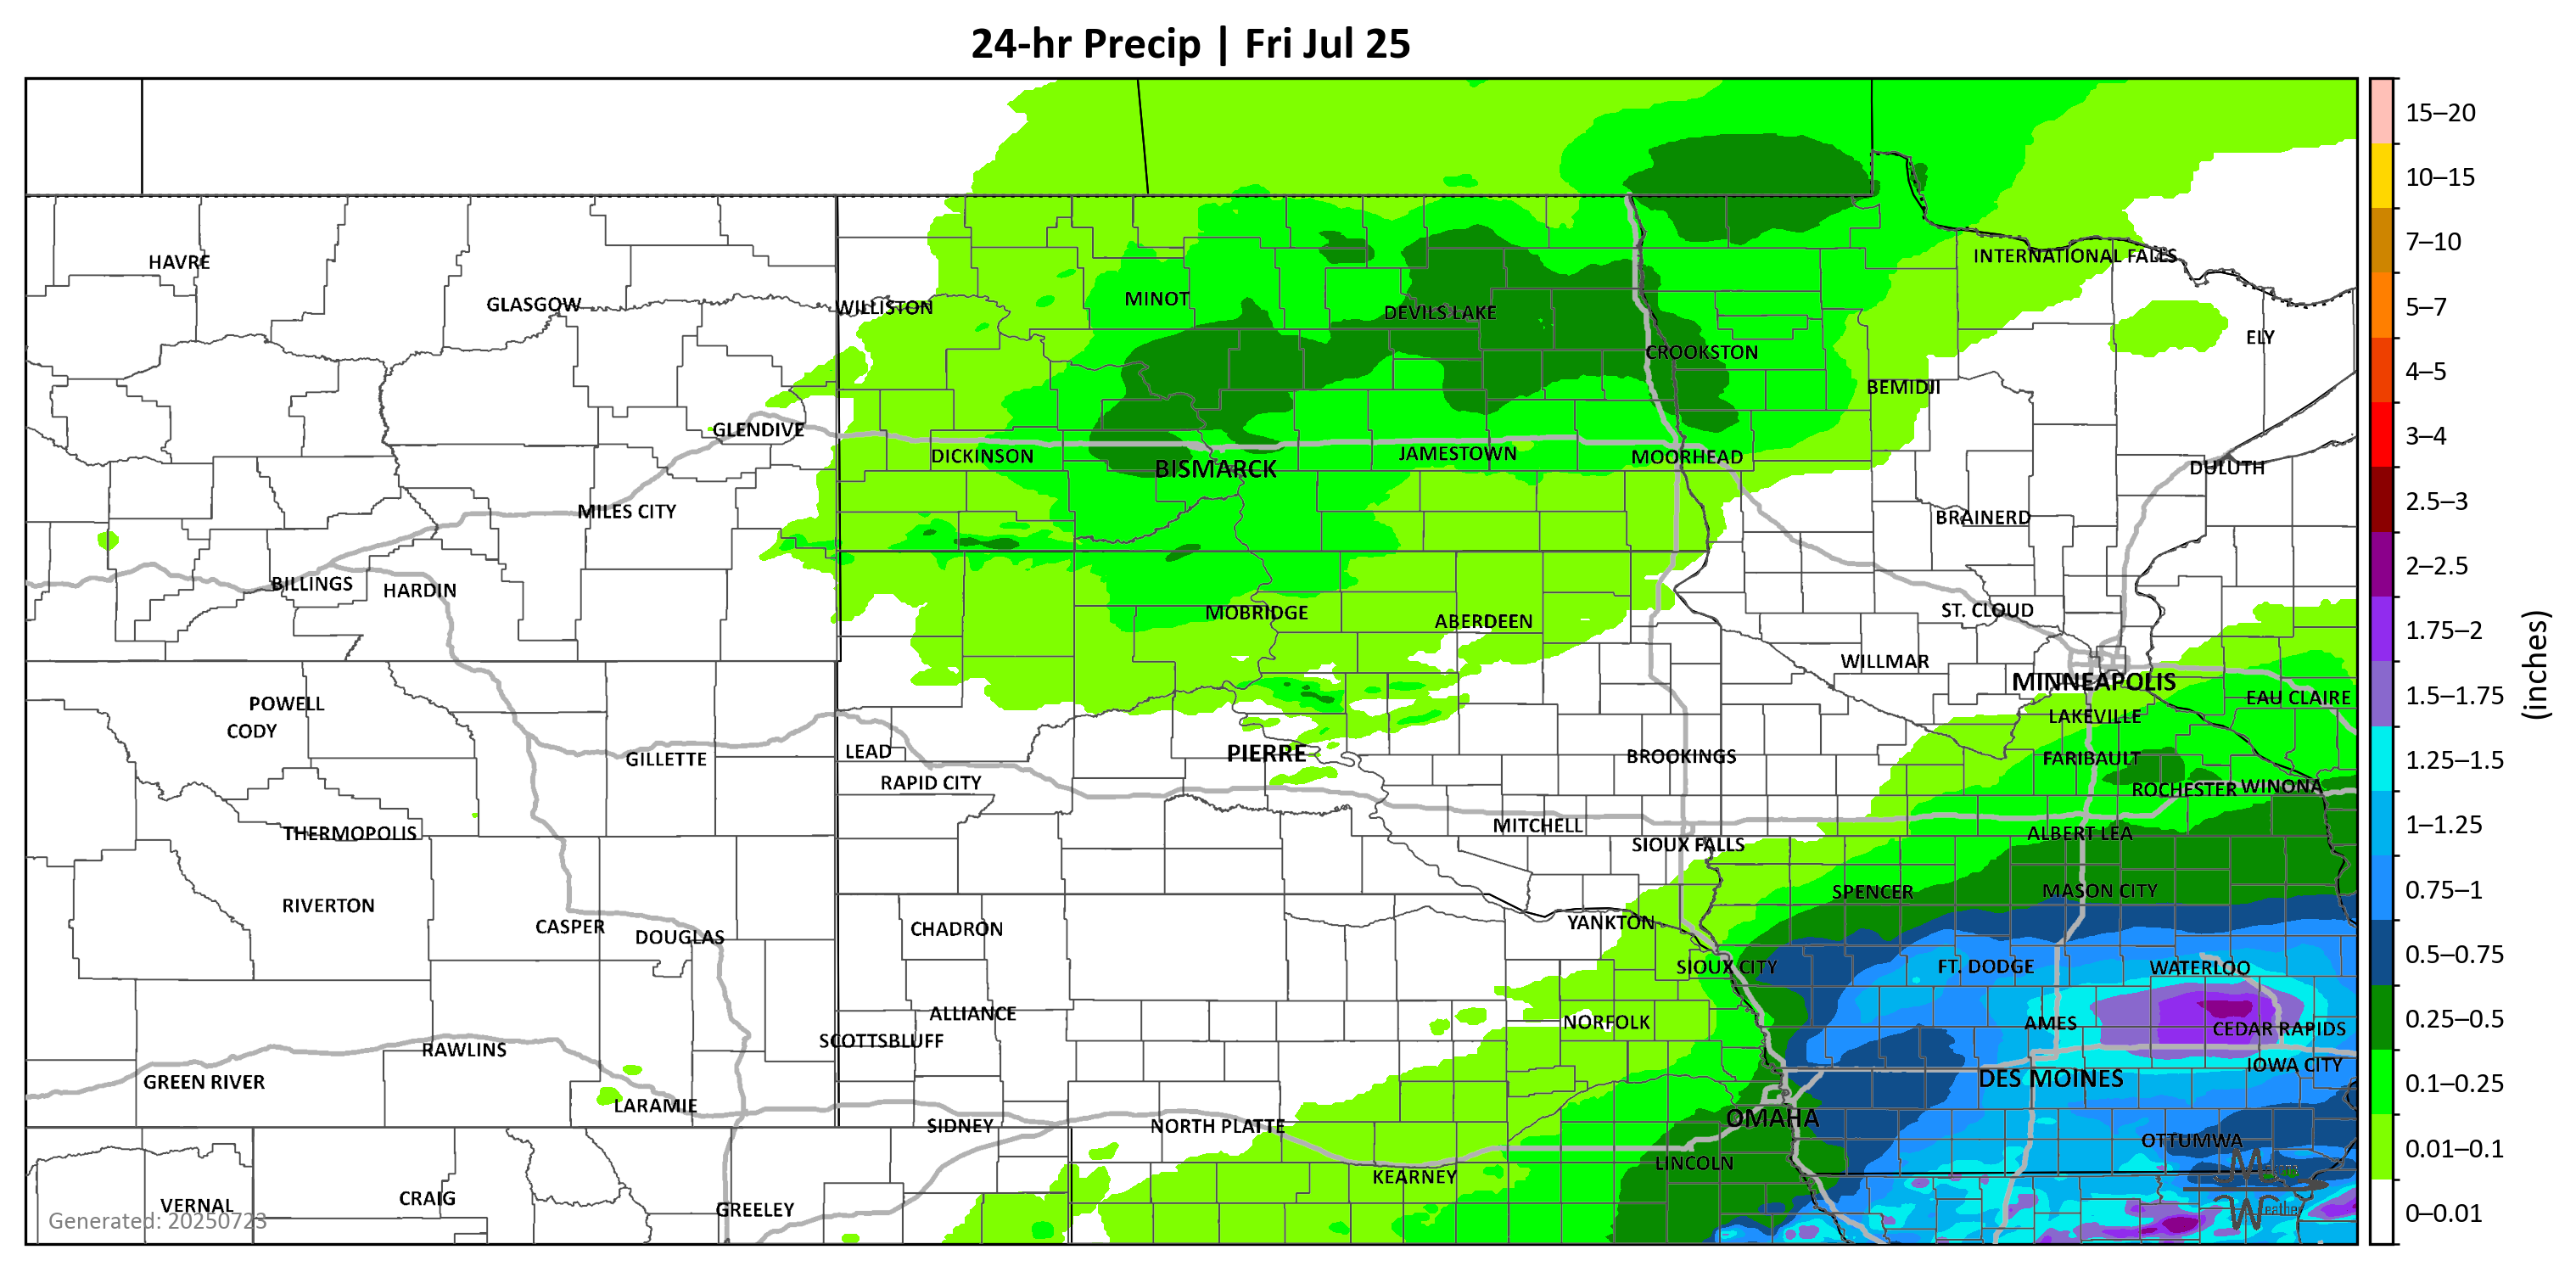 24-hr Precip | Fri Jul 25
15–20
10–15
7–10
5–7
4–5
3–4
2.5–3
2–2.5
1.75–2
1.5–1.75
1.25–1.5
1–1.25
0.75–1
0.5–0.75
0.25–0.5
0.1–0.25
0.01–0.1
0–0.01
(inches)
HAVRE
INTERNATIONAL FALLS
GLASGOW
WILLISTON
MINOT
DEVILS LAKE
ELY
CROOKSTON
BEMIDJI
GLENDIVE
DICKINSON
BISMARCK
JAMESTOWN
MOORHEAD
DULUTH
MILES CITY
BRAINERD
BILLINGS
HARDIN
MOBRIDGE
ABERDEEN
ST. CLOUD
WILLMAR
MINNEAPOLIS
POWELL
CODY
EAU CLAIRE
LAKEVILLE
GILLETTE
LEAD
RAPID CITY
PIERRE
BROOKINGS
FARIBAULT
ROCHESTER
WINONA
THERMOPOLIS
MITCHELL
SIOUX FALLS
ALBERT LEA
RIVERTON
SPENCER
MASON CITY
CASPER
DOUGLAS
CHADRON
YANKTON
SIOUX CITY
FT. DODGE
WATERLOO
ALLIANCE
NORFOLK
AMES
CEDAR RAPIDS
SCOTTSBLUFF
RAWLINS
GREEN RIVER
IOWA CITY
DES MOINES
LARAMIE
SIDNEY
NORTH PLATTE
OMAHA
OTTUMWA
LINCOLN
KEARNEY
VERNAL
CRAIG
GREELEY
Generated: 20250723
Weather